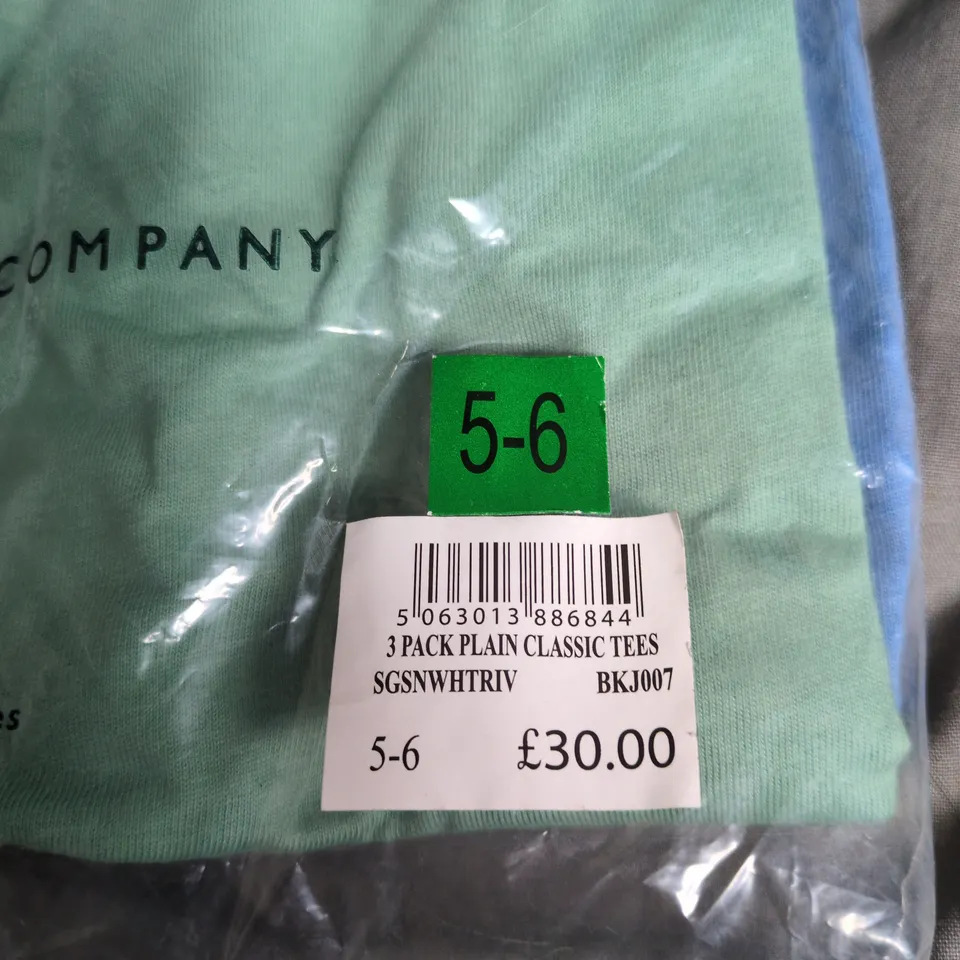 COMPANY
5-6
5 063013 886844
3 PACK PLAIN CLASSIC TEES
SGSNWHTRIV BKJ007
5-6 £30.00